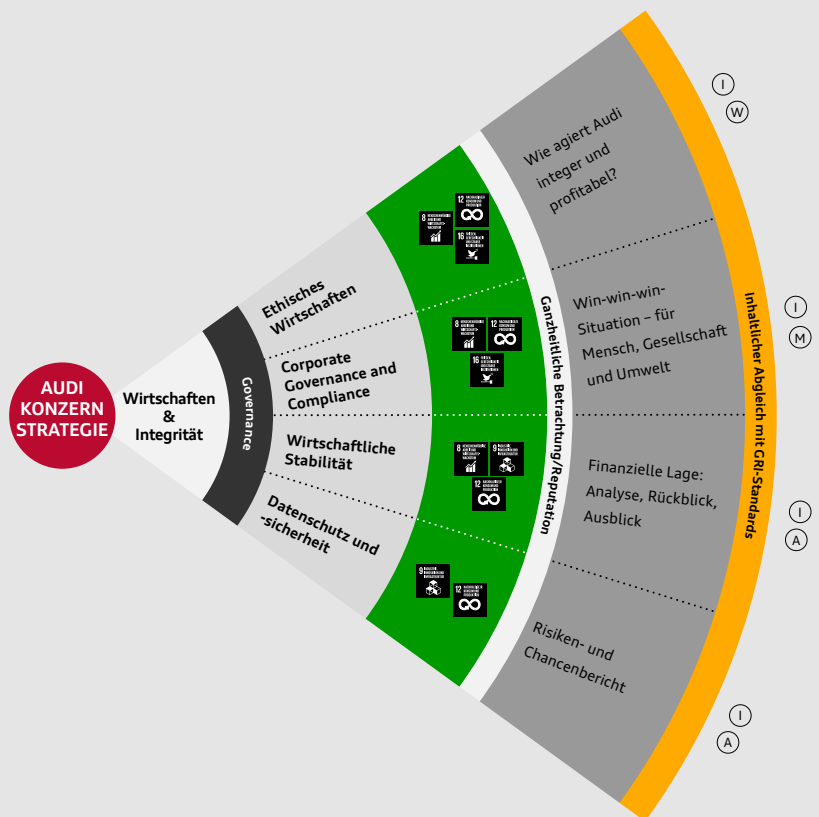 AUDI
KONZERN
STRATEGIE
Wirtschaften
&
Integrität
Governance
Ethisches
Wirtschaften
Corporate
Governance and
Compliance
Wirtschaftliche
Stabilität
Datenschutz und
-sicherheit
8
12
16
8
12
16
8
9
12
9
12
Ganzheitliche Betrachtung/Reputation
Wie agiert Audi
integer und
profitabel?
Win-win-win-
Situation – für
Mensch, Gesellschaft
und Umwelt
Finanzielle Lage:
Analyse, Rückblick,
Ausblick
Risiken- und
Chancenbericht
Inhaltlicher Abgleich mit GRI-Standards
I
W
I
M
I
A
I
A